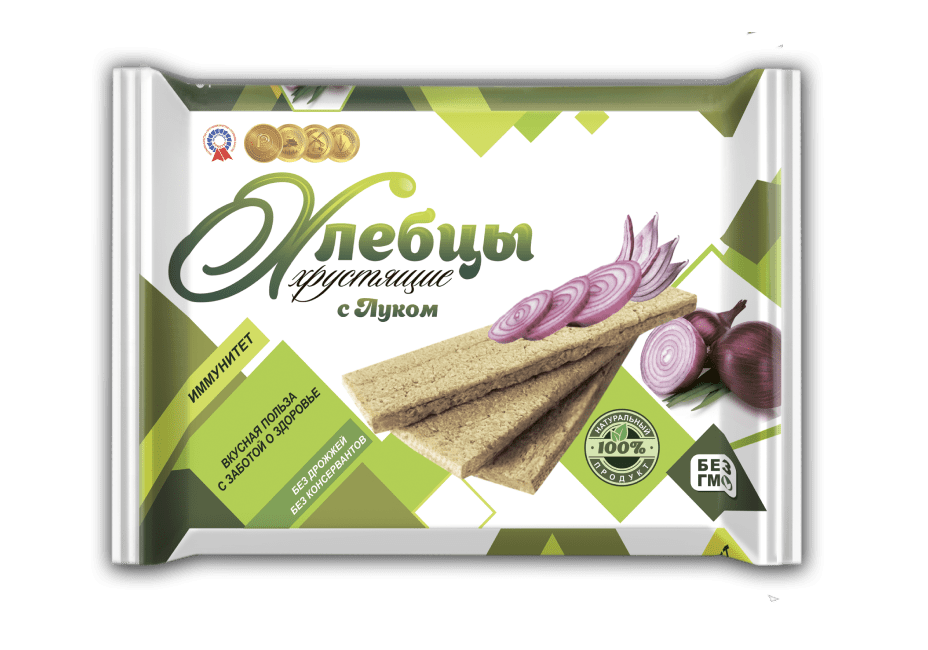 Хлебцы
хрустящие
с Луком
ИММУНИТЕТ
ВКУСНАЯ ПОЛЬЗА
С ЗАБОТОЙ О ЗДОРОВЬЕ
БЕЗ ДРОЖЖЕЙ
БЕЗ КОНСЕРВАНТОВ
НАТУРАЛЬНЫЙ
100%
ПРОДУКТ
БЕЗ
ГМО